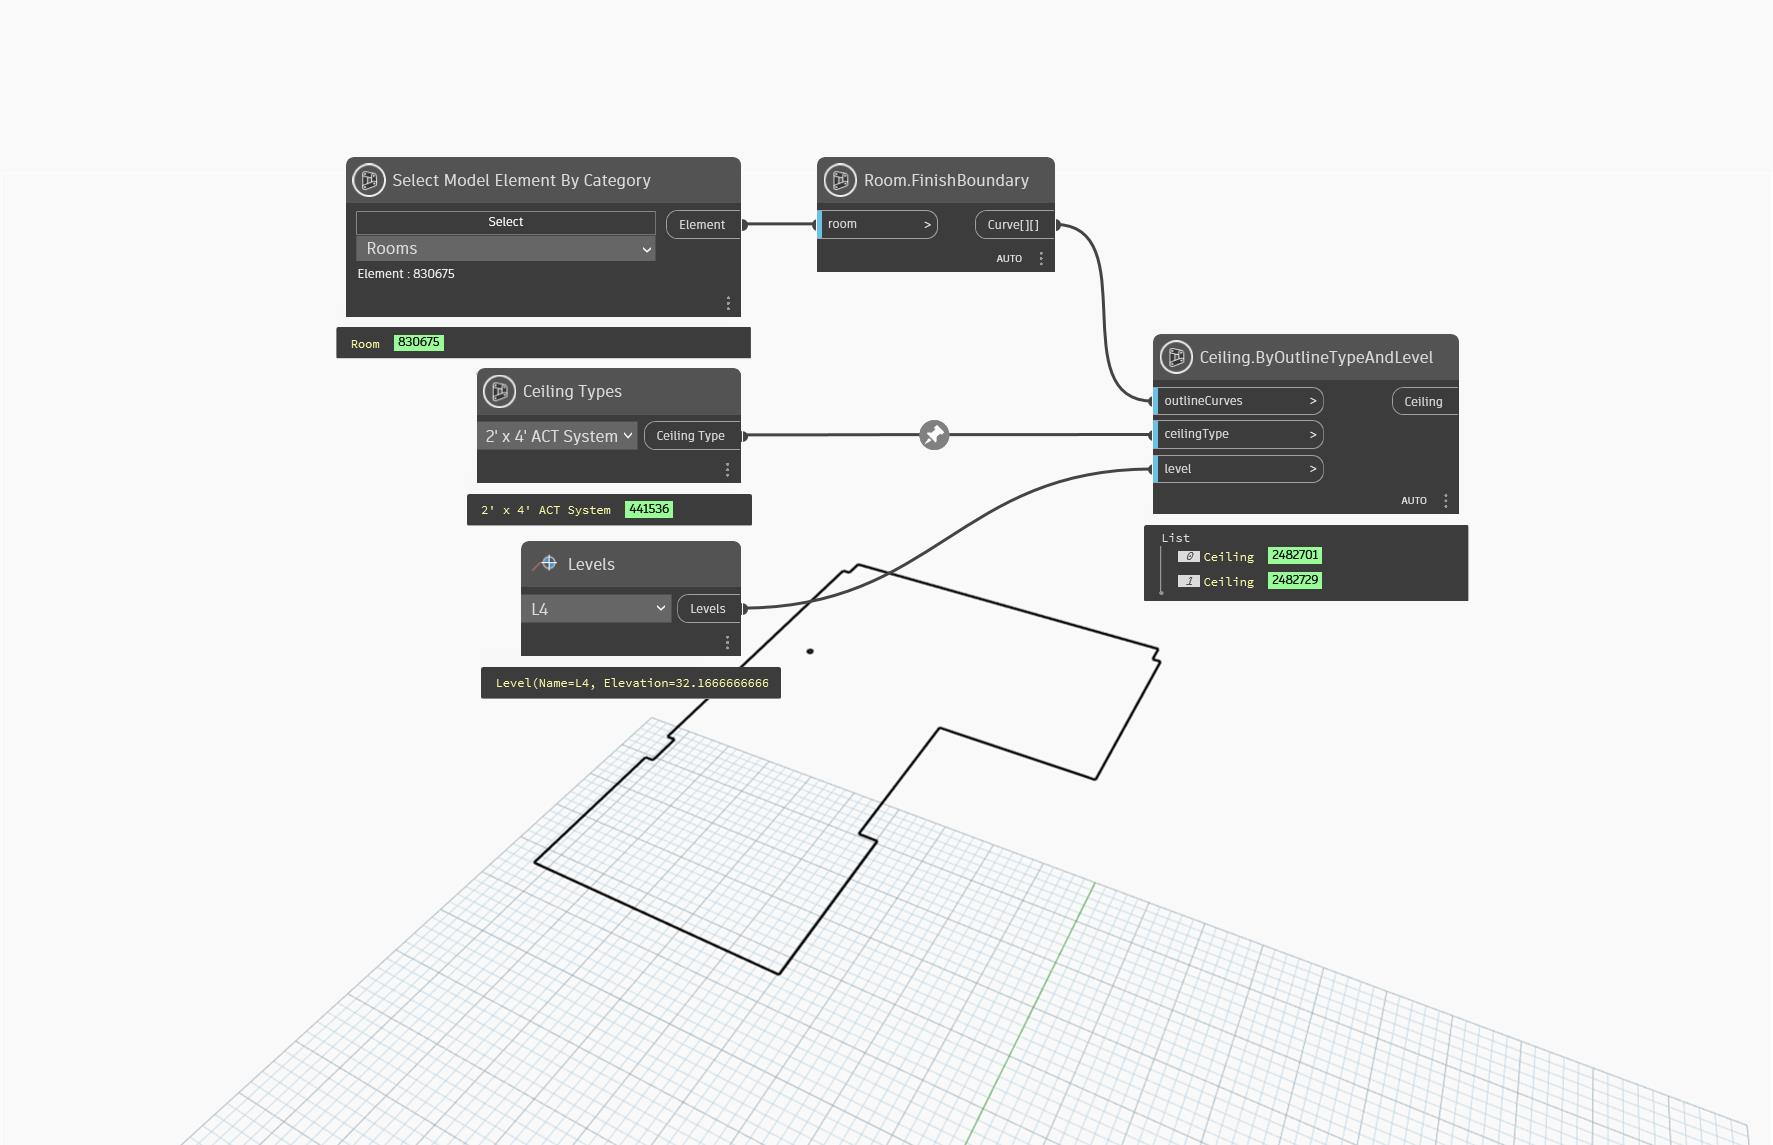 Select Model Element By Category
Select
Element
Rooms
Element : 830675
Room 830675
Room.FinishBoundary
room >
Curve[][]
AUTO
Ceiling Types
2' x 4' ACT System
Ceiling Type
2' x 4' ACT System 441536
Levels
L4
Levels
Level(Name=L4, Elevation=32.1666666666
Ceiling.ByOutlineTypeAndLevel
outlineCurves >
Ceiling
ceilingType >
level >
AUTO
List
0 Ceiling 2482701
1 Ceiling 2482729